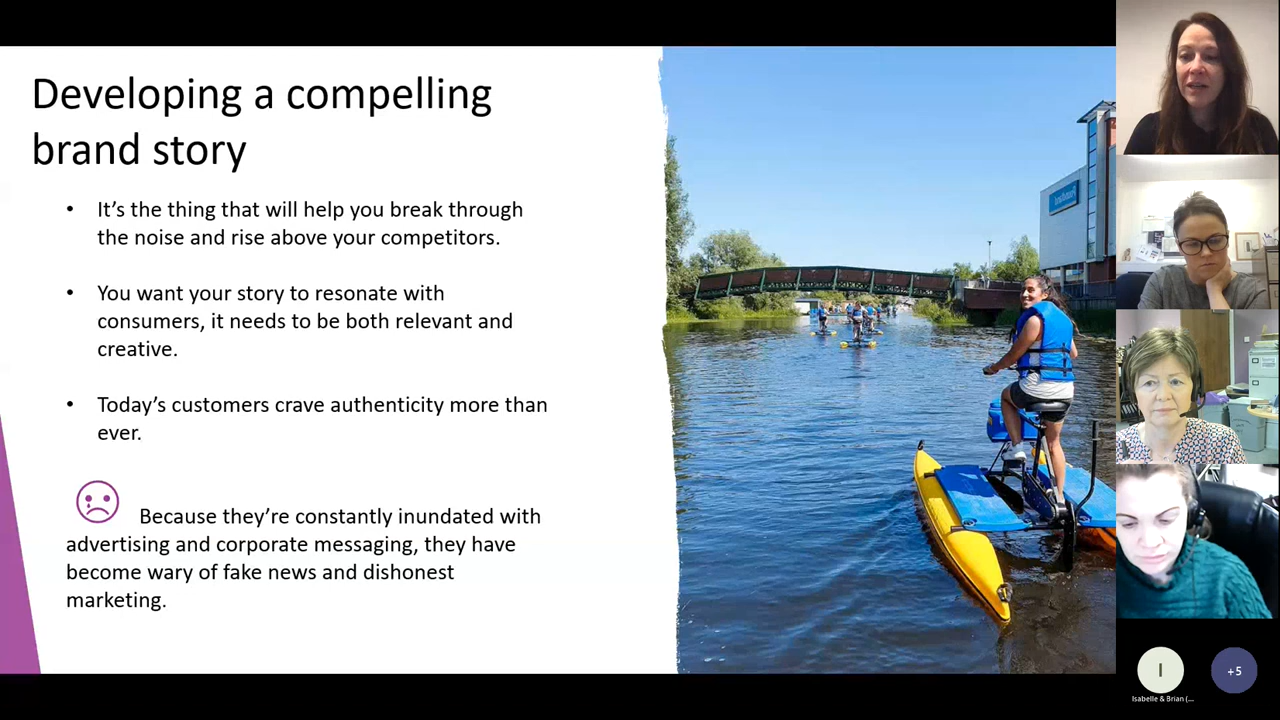 Developing a compelling
brand story
• It’s the thing that will help you break through
the noise and rise above your competitors.
• You want your story to resonate with
consumers, it needs to be both relevant and
creative.
• Today’s customers crave authenticity more than
ever.
Because they’re constantly inundated with
advertising and corporate messaging, they have
become wary of fake news and dishonest
marketing.
I
+5
Isabelle & Brian (...